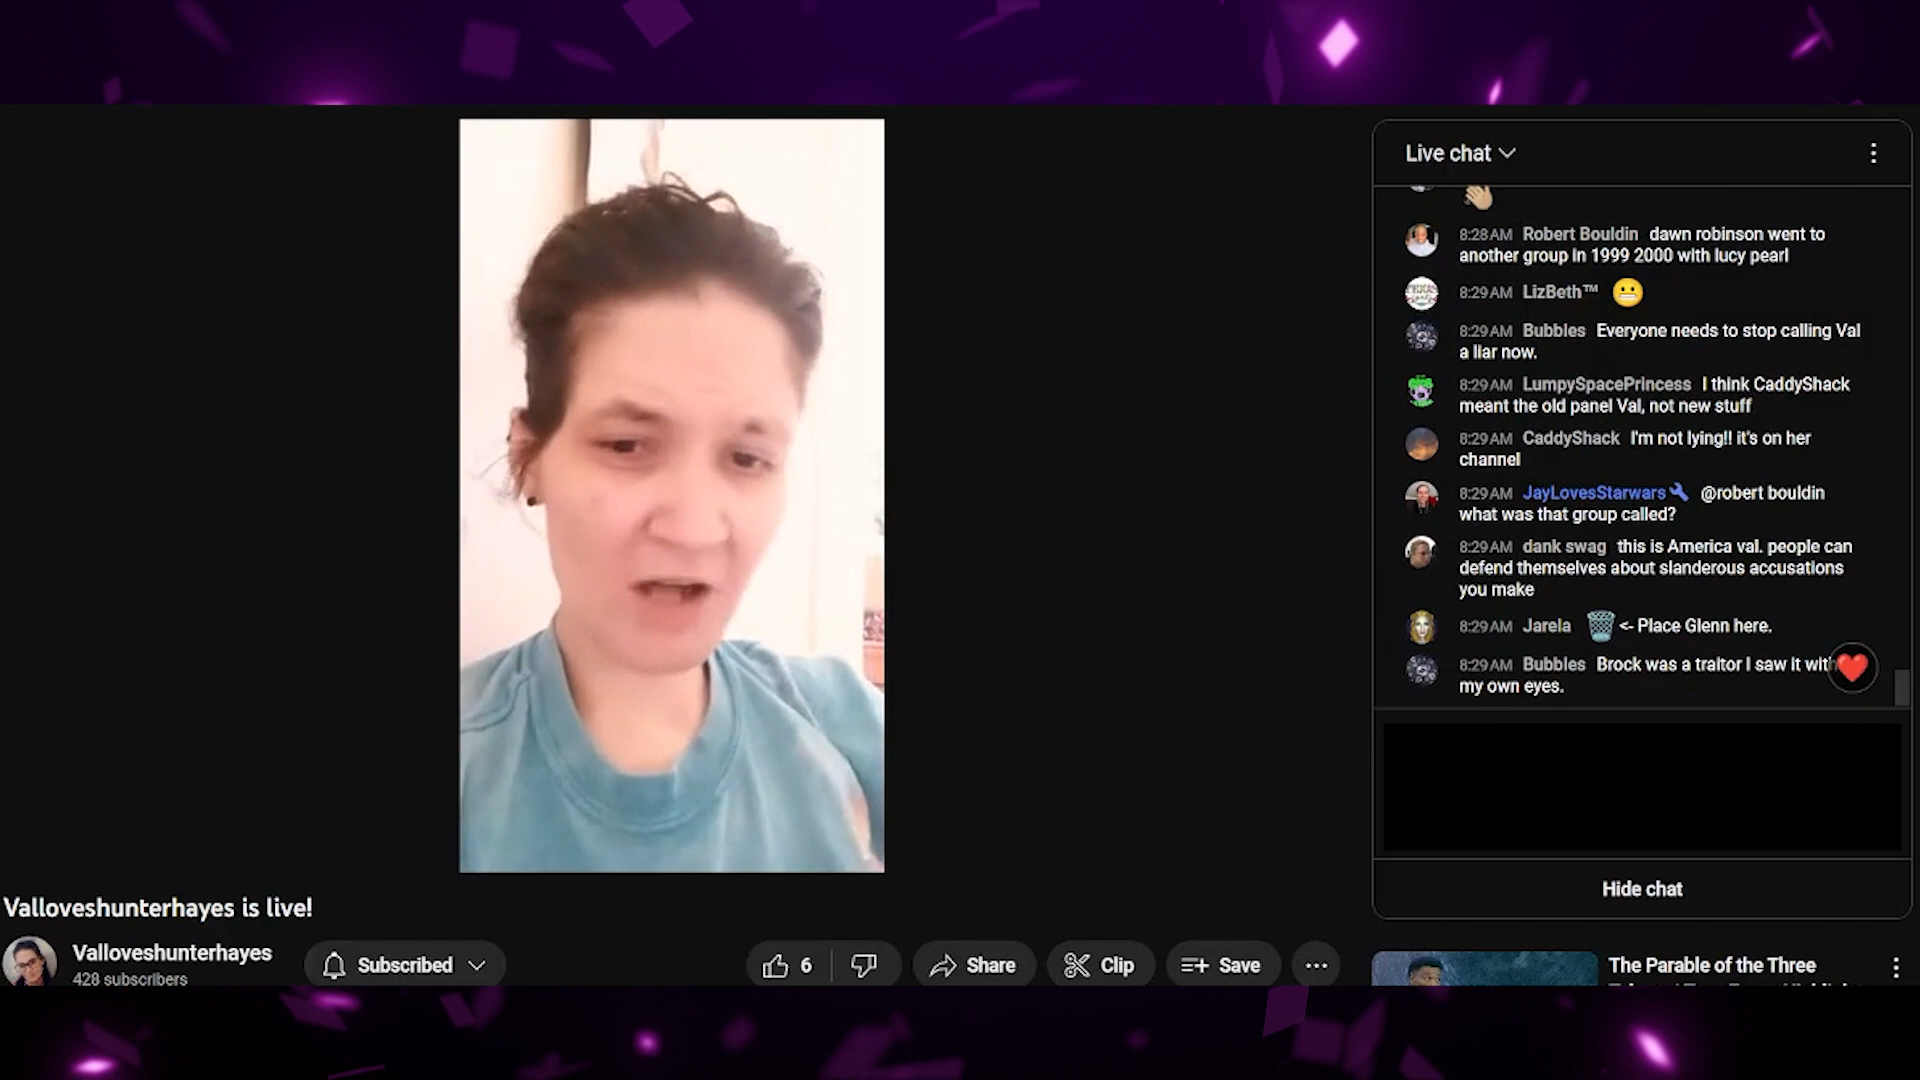 Live chat
8:28 AM Robert Bouldin dawn robinson went to
another group in 1999 2000 with lucy pearl
8:29 AM LizBeth™
8:29 AM Bubbles Everyone needs to stop calling Val
a liar now.
8:29 AM LumpySpacePrincess I think CaddyShack
meant the old panel Val, not new stuff
8:29 AM CaddyShack I'm not lying!! it's on her
channel
8:29 AM JayLovesStarwars @robert bouldin
what was that group called?
8:29 AM dank swag this is America val. people can
defend themselves about slanderous accusations
you make
8:29 AM Jarela <- Place Glenn here.
8:29 AM Bubbles Brock was a traitor I saw it with
my own eyes.
Hide chat
Valloveshunterhayes is live!
Valloveshunterhayes
428 subscribers
Subscribed
6
Share
Clip
Save
The Parable of the Three